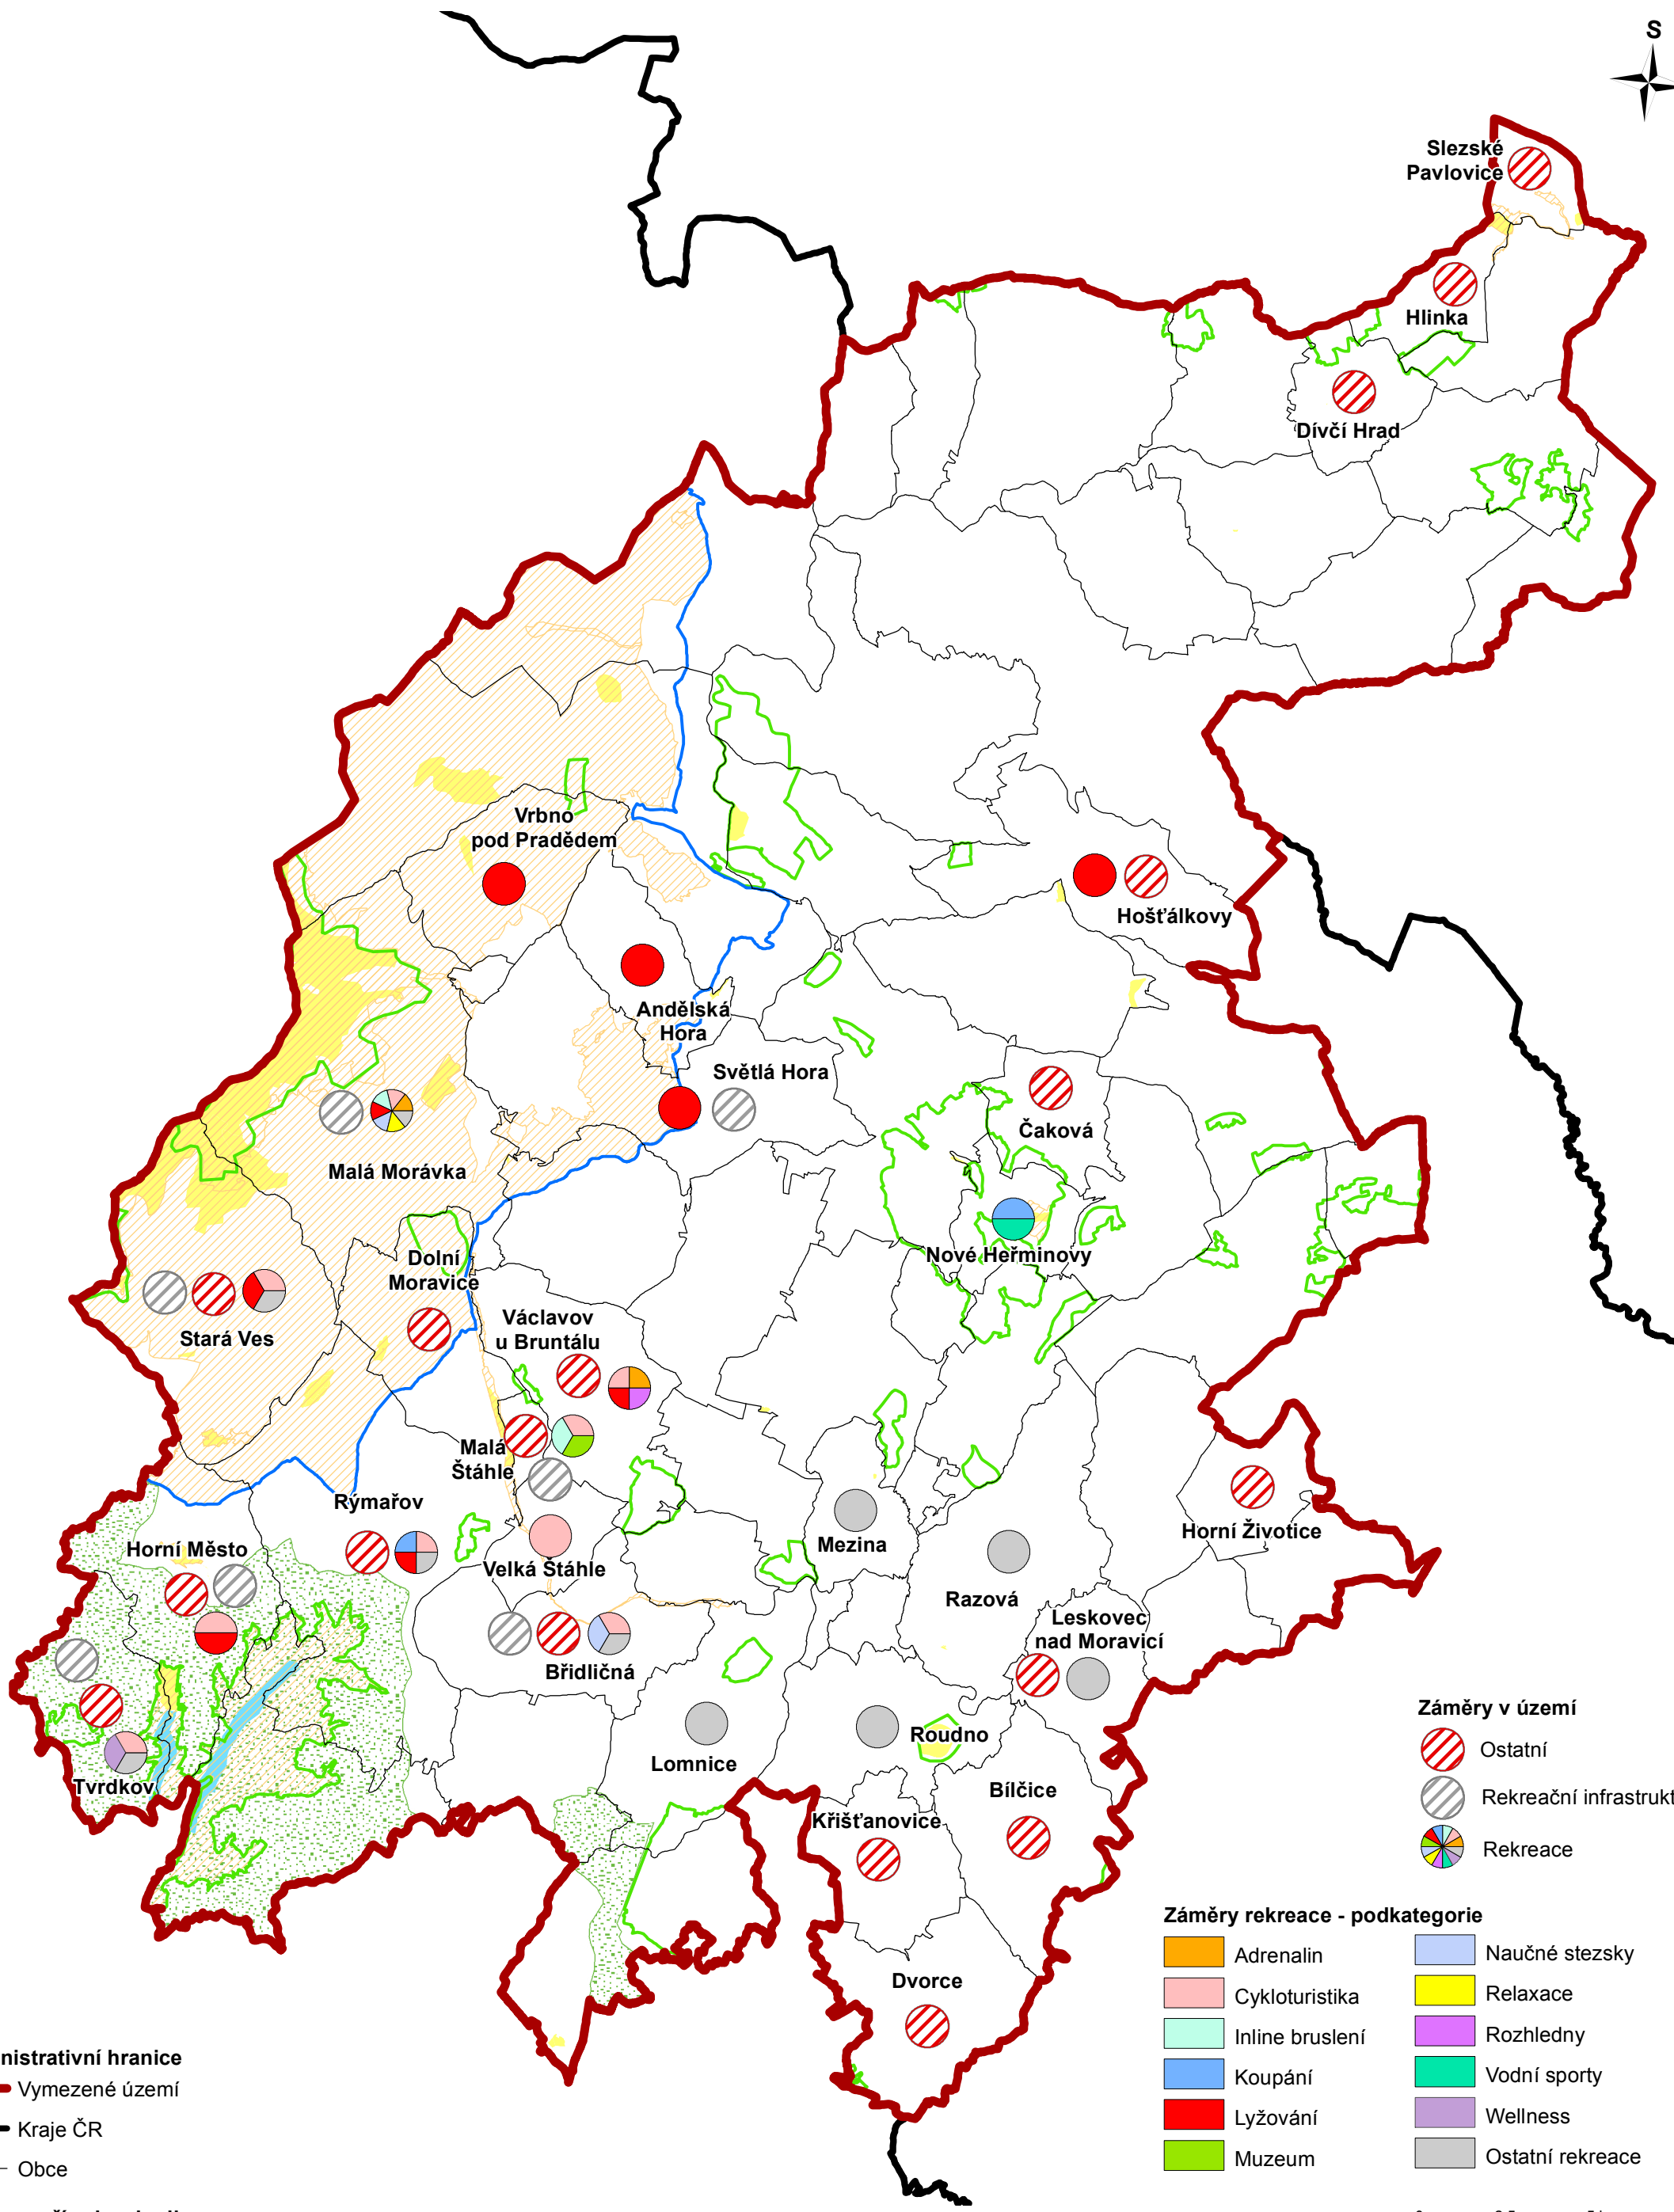 S
Slezské
Pavlovice
Hlinka
Dívčí Hrad
Vrbno
pod Pradědem
Hošťálkovy
Andělská
Hora
Světlá Hora
Čaková
Malá Morávka
Nové Heřminovy
Dolní
Moravice
Stará Ves
Václavov
u Bruntálu
Malá
Štáhle
Rýmařov
Horní Město
Velká Štáhle
Mezina
Horní Životice
Razová
Leskovec
nad Moravicí
Břidličná
Lomnice
Roudno
Tvrdkov
Bílčice
Křišťanovice
Dvorce
Záměry v území
Ostatní
Rekreační infrastrukt
Rekreace
Záměry rekreace - podkategorie
Adrenalin
Cykloturistika
Inline bruslení
Koupání
Lyžování
Muzeum
Naučné stezsky
Relaxace
Rozhledny
Vodní sporty
Wellness
Ostatní rekreace
nistrativní hranice
Vymezené území
Kraje ČR
Obce